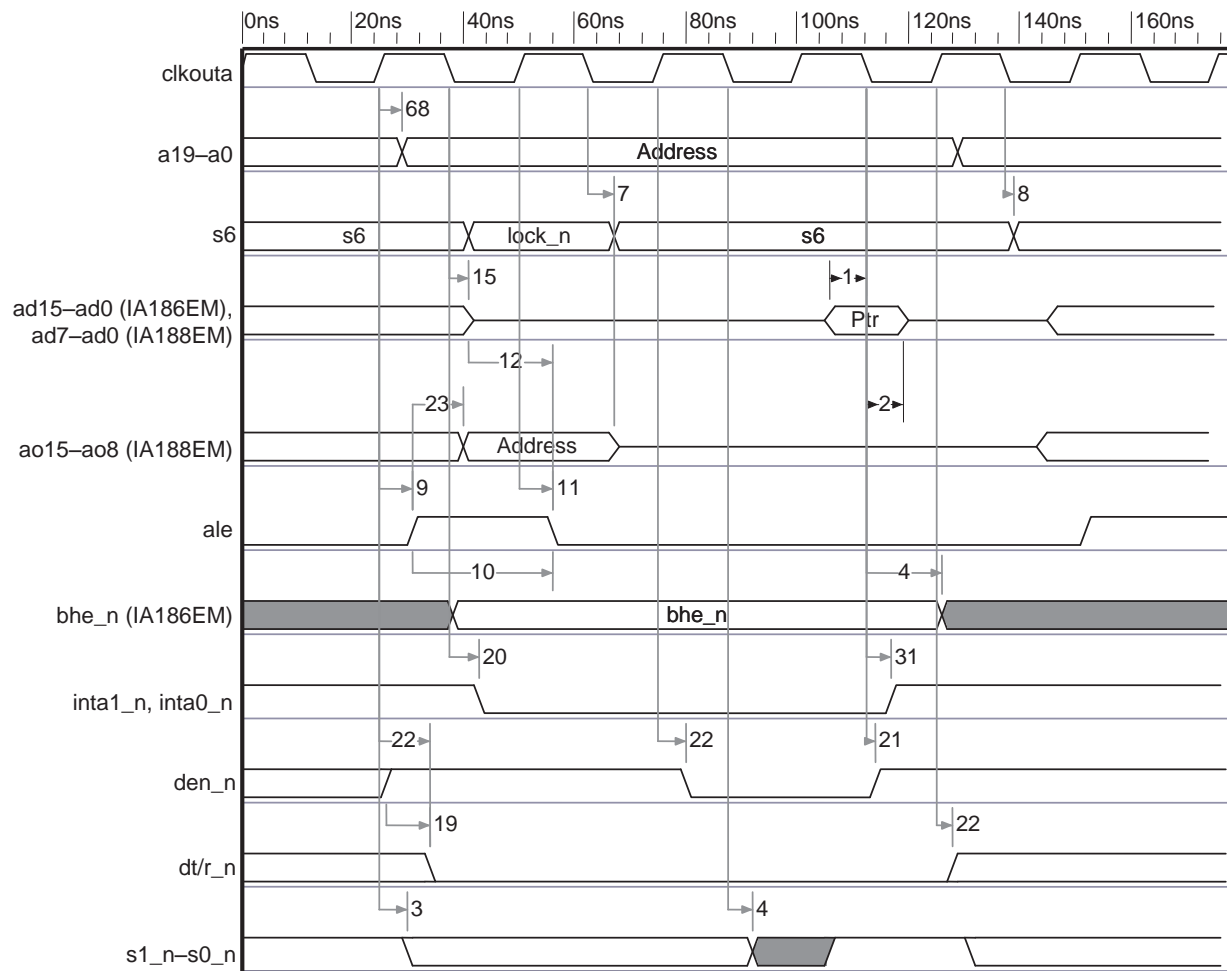 0ns 20ns 40ns 60ns 80ns 100ns 120ns 140ns 160ns
clkouta
68
a19–a0 Address
7 8
s6 s6 lock_n s6
15 1
ad15–ad0 (IA186EM),
ad7–ad0 (IA188EM) Ptr
12
23 2
ao15–ao8 (IA188EM) Address
9 11
ale
10 4
bhe_n (IA186EM) bhe_n
20 31
inta1_n, inta0_n
22 22 21
den_n
19 22
dt/r_n
3 4
s1_n–s0_n